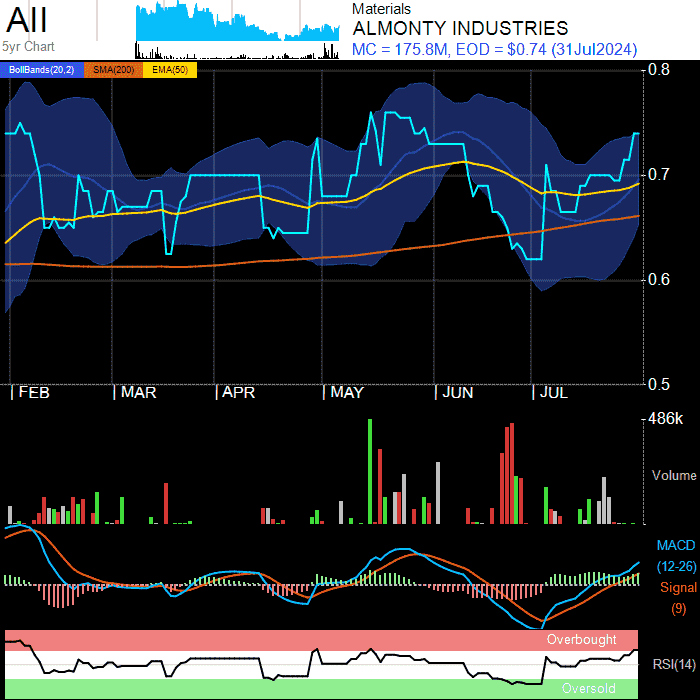 AII
Materials
ALMONTY INDUSTRIES
5yr Chart
MC = 175.8M, EOD = $0.74 (31Jul2024)
BollBands(20,2) SMA(200) EMA(50)
0.8
0.7
0.6
0.5
FEB MAR APR MAY JUN JUL
486k
Volume
MACD
(12-26)
Signal
(9)
Overbought
RSI(14)
Oversold